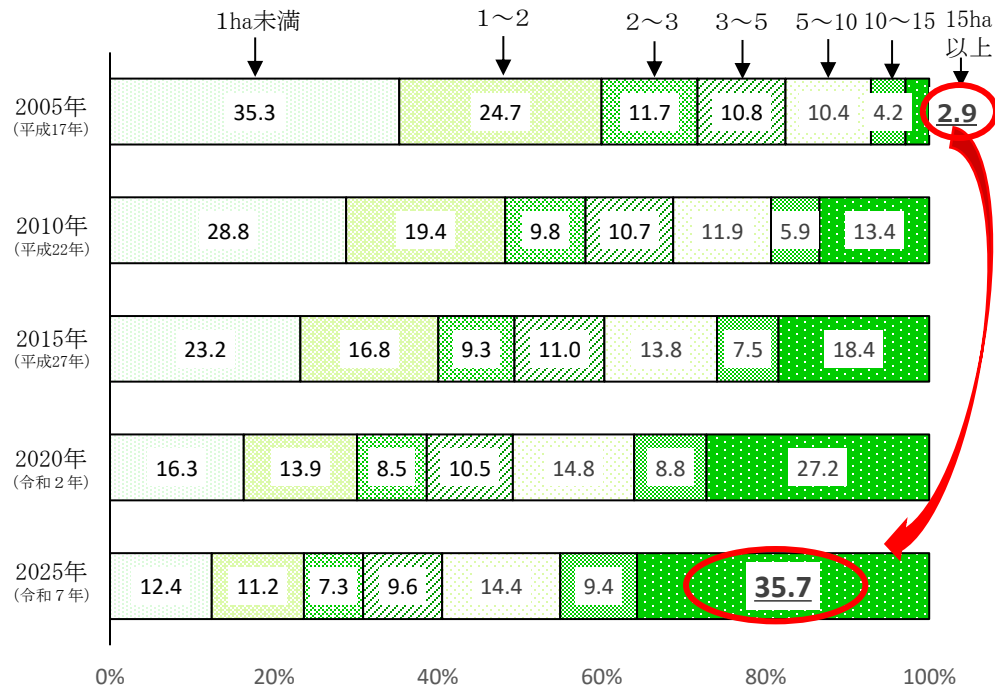 1ha未満 1～2 2～3 3～5 5～10 10～15 15ha
以上
2005年 35.3 24.7 11.7 10.8 10.4 4.2 2.9
(平成17年)
2010年 28.8 19.4 9.8 10.7 11.9 5.9 13.4
(平成22年)
2015年 23.2 16.8 9.3 11.0 13.8 7.5 18.4
(平成27年)
2020年 16.3 13.9 8.5 10.5 14.8 8.8 27.2
(令和２年)
2025年 12.4 11.2 7.3 9.6 14.4 9.4 35.7
(令和７年)
0% 20% 40% 60% 80% 100%